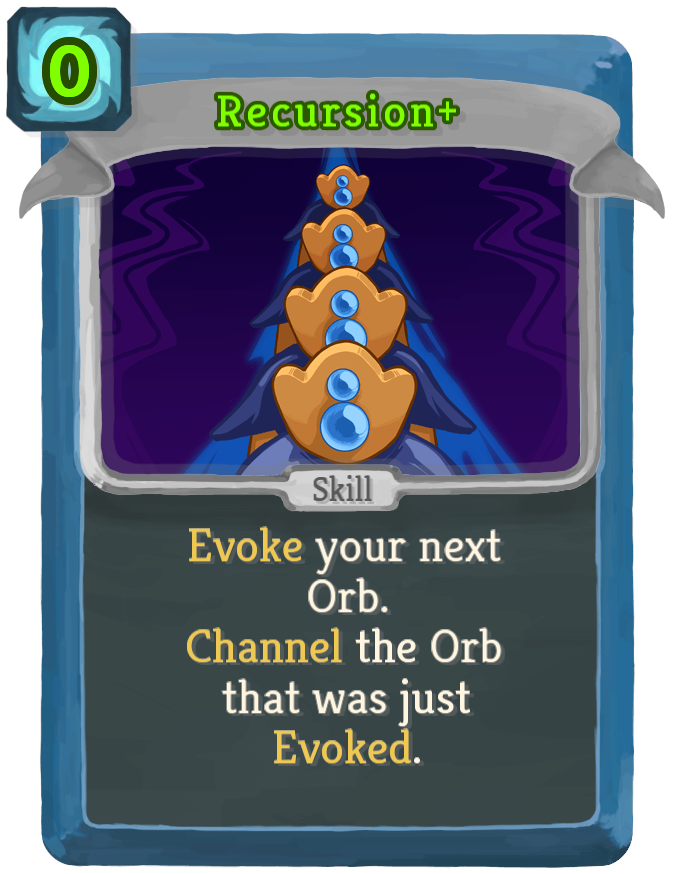 0
Recursion+
Skill
Evoke your next
Orb.
Channel the Orb
that was just
Evoked.